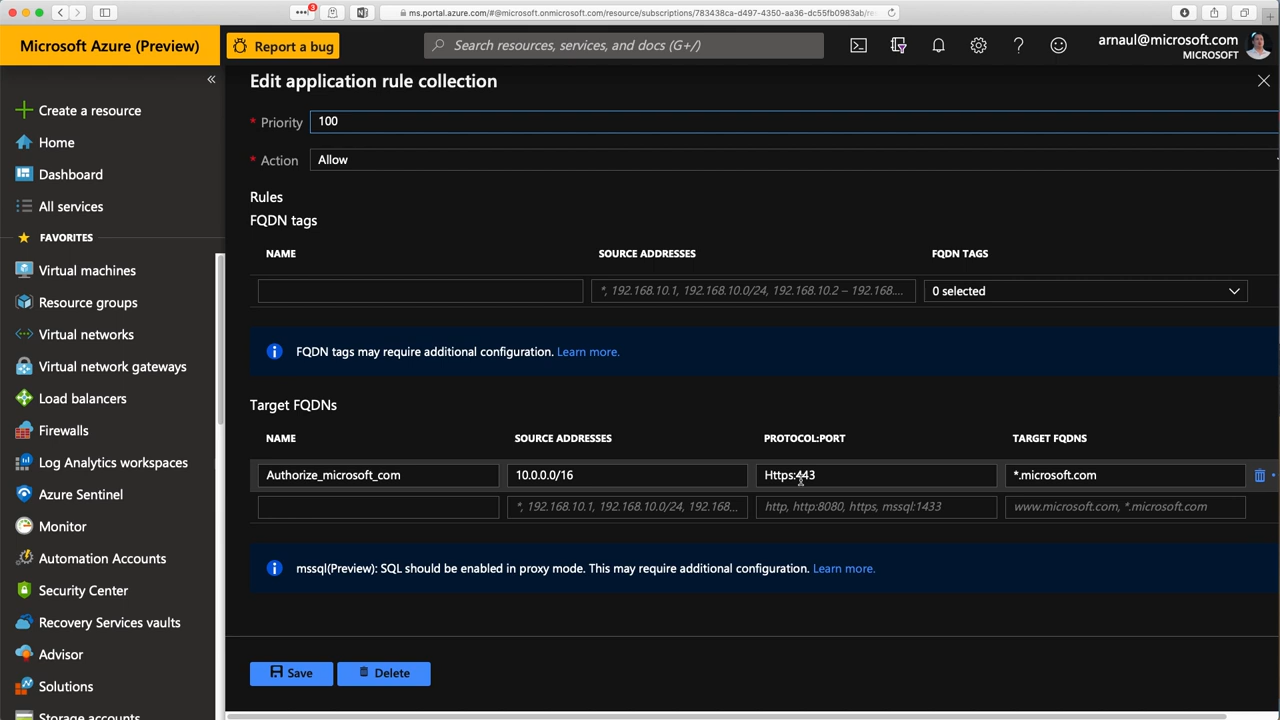 3
ms.portal.azure.com/#@microsoft.onmicrosoft.com/resource/subscriptions/783438ca-d497-4350-aa36-dc55fb0983ab/re
Microsoft Azure (Preview)
Report a bug
Search resources, services, and docs (G+/)
arnaul@microsoft.com
MICROSOFT
Create a resource
Home
Dashboard
All services
FAVORITES
Virtual machines
Resource groups
Virtual networks
Virtual network gateways
Load balancers
Firewalls
Log Analytics workspaces
Azure Sentinel
Monitor
Automation Accounts
Security Center
Recovery Services vaults
Advisor
Solutions
Storage accounts
Edit application rule collection
* Priority 100
* Action Allow
Rules
FQDN tags
NAME SOURCE ADDRESSES FQDN TAGS
*, 192.168.10.1, 192.168.10.0/24, 192.168.10.2 – 192.168.... 0 selected
FQDN tags may require additional configuration. Learn more.
Target FQDNs
NAME SOURCE ADDRESSES PROTOCOL:PORT TARGET FQDNS
Authorize_microsoft_com 10.0.0.0/16 Https:443 *.microsoft.com
*, 192.168.10.1, 192.168.10.0/24, 192.168... http, http:8080, https, mssql:1433 www.microsoft.com, *.microsoft.com
mssql(Preview): SQL should be enabled in proxy mode. This may require additional configuration. Learn more.
Save Delete